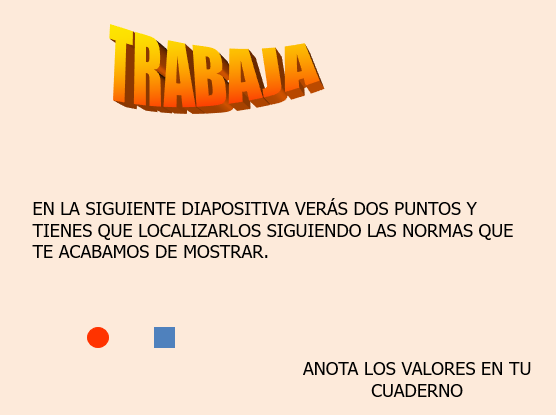 TRABAJA
EN LA SIGUIENTE DIAPOSITIVA VERÁS DOS PUNTOS Y
TIENES QUE LOCALIZARLOS SIGUIENDO LAS NORMAS QUE
TE ACABAMOS DE MOSTRAR.
ANOTA LOS VALORES EN TU
CUADERNO